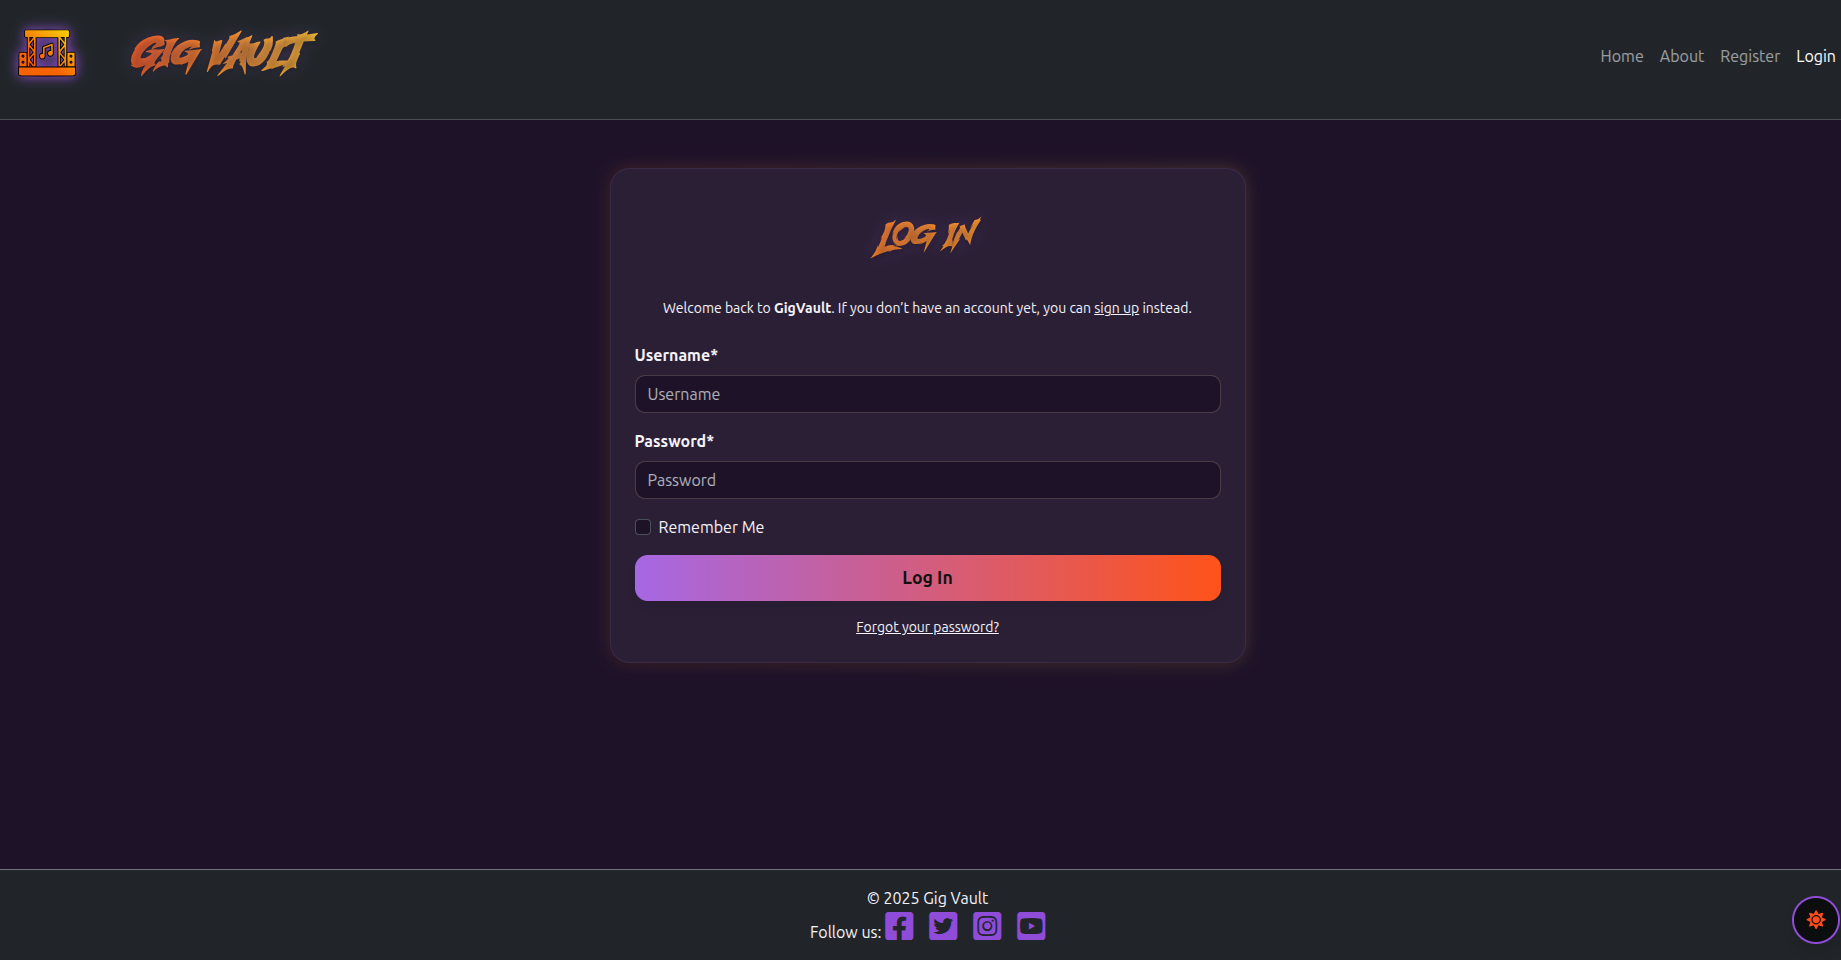 Gig Vault
Home About Register Login
Log in
Welcome back to GigVault. If you don’t have an account yet, you can sign up instead.
Username*
Username
Password*
Password
Remember Me
Log In
Forgot your password?
© 2025 Gig Vault
Follow us: